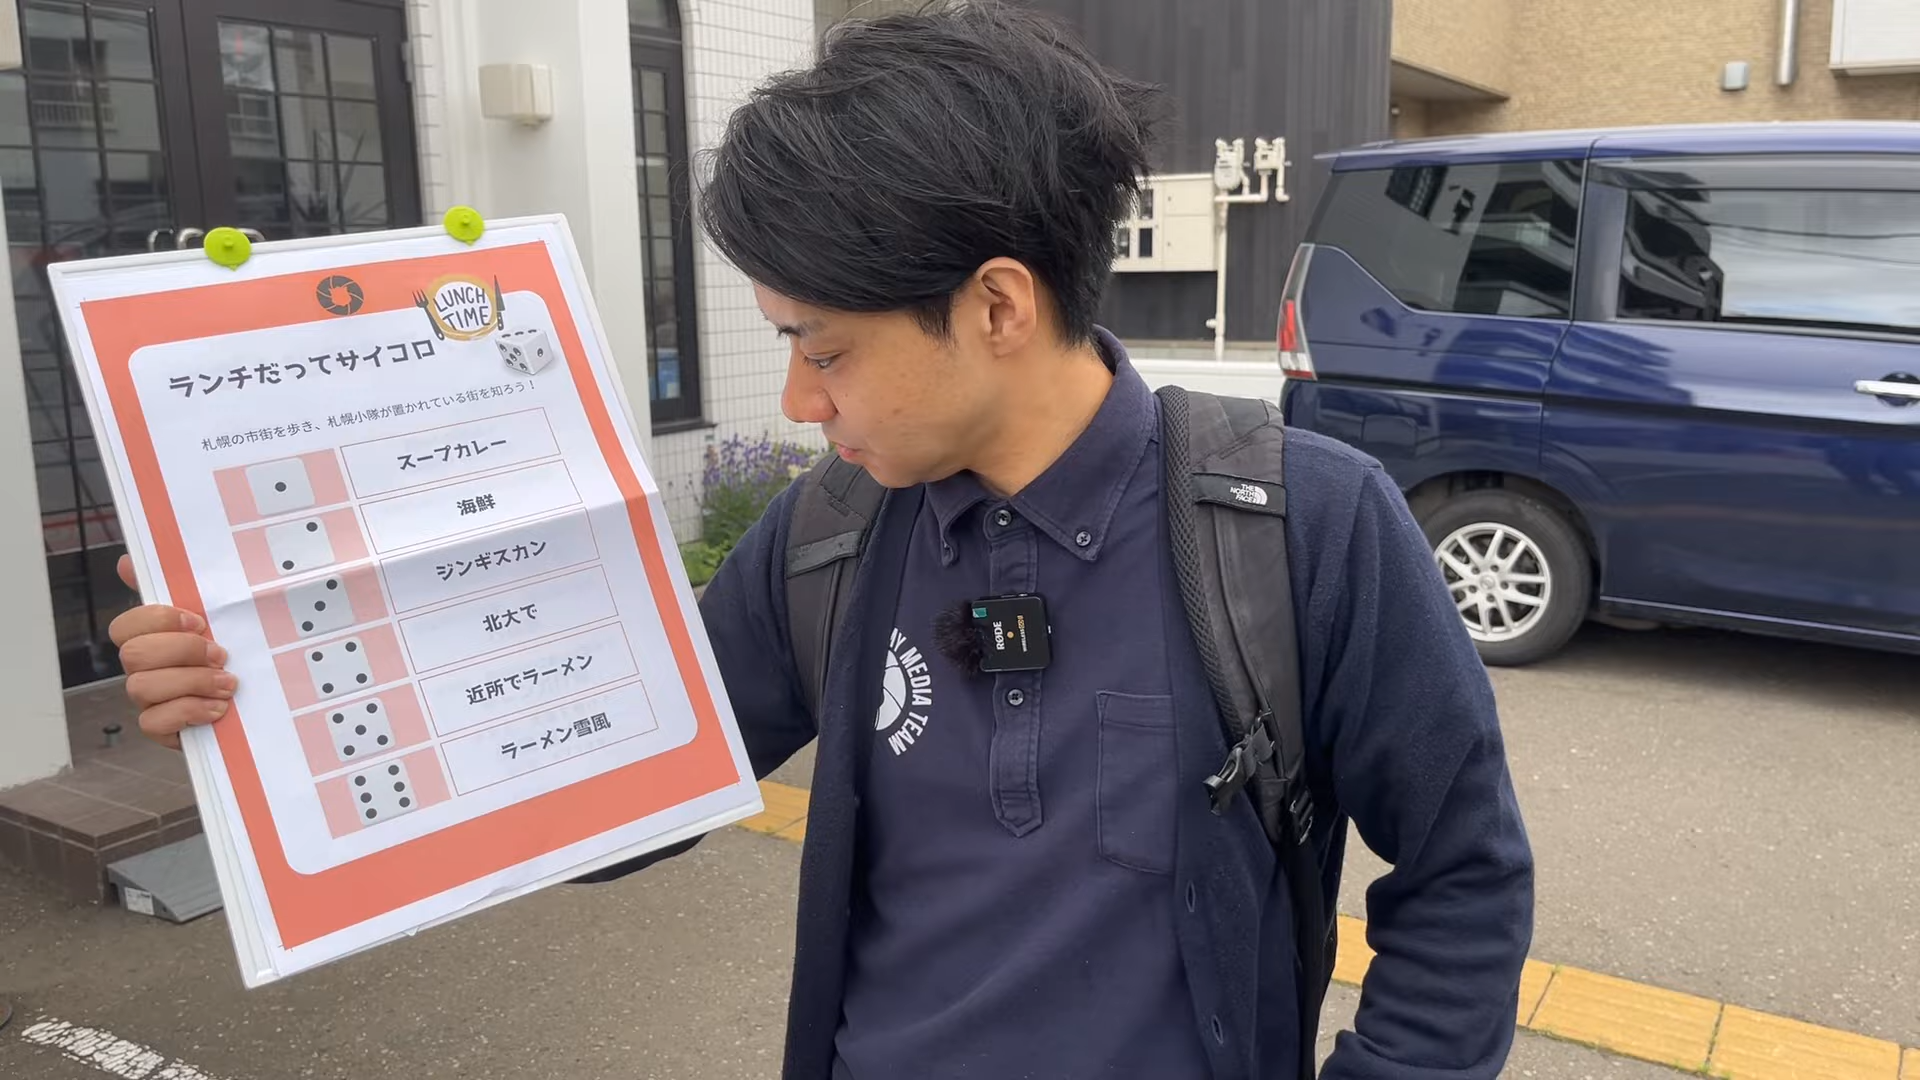 LUNCH
TIME
ランチだってサイコロ
札幌の市街を歩き、札幌小隊が置かれている街を知ろう！
スープカレー
海鮮
ジンギスカン
北大で
近所でラーメン
ラーメン雪風
THE
NORTH
FACE
RØDE
MEDIA TEAM